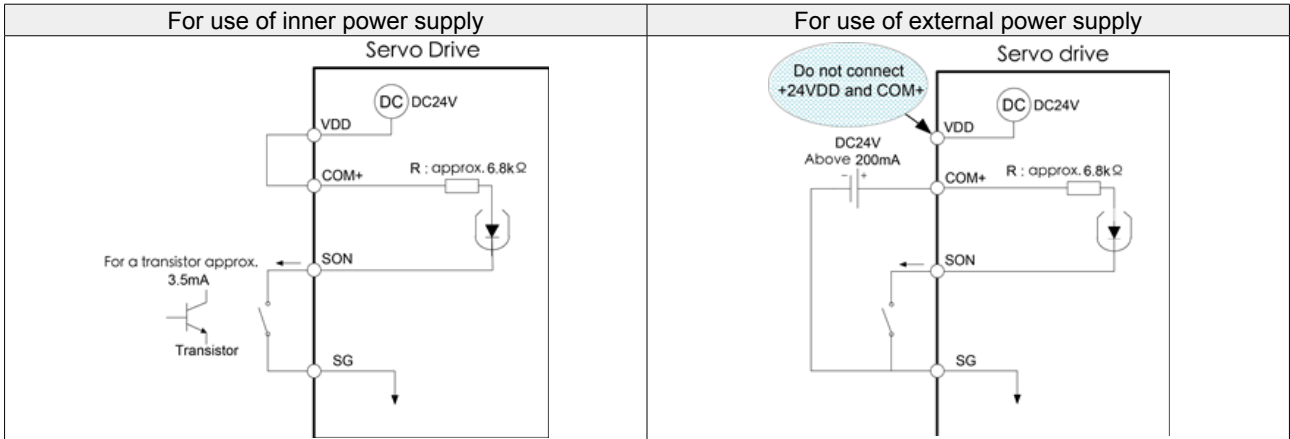 For use of inner power supply
For use of external power supply
Servo Drive
DC DC24V
VDD
COM+
R : approx. 6.8kΩ
For a transistor approx.
3.5mA
SON
Transistor
SG
Servo drive
Do not connect
+24VDD and COM+
DC DC24V
VDD
DC24V
Above 200mA
- +
COM+
R : approx. 6.8kΩ
SON
SG